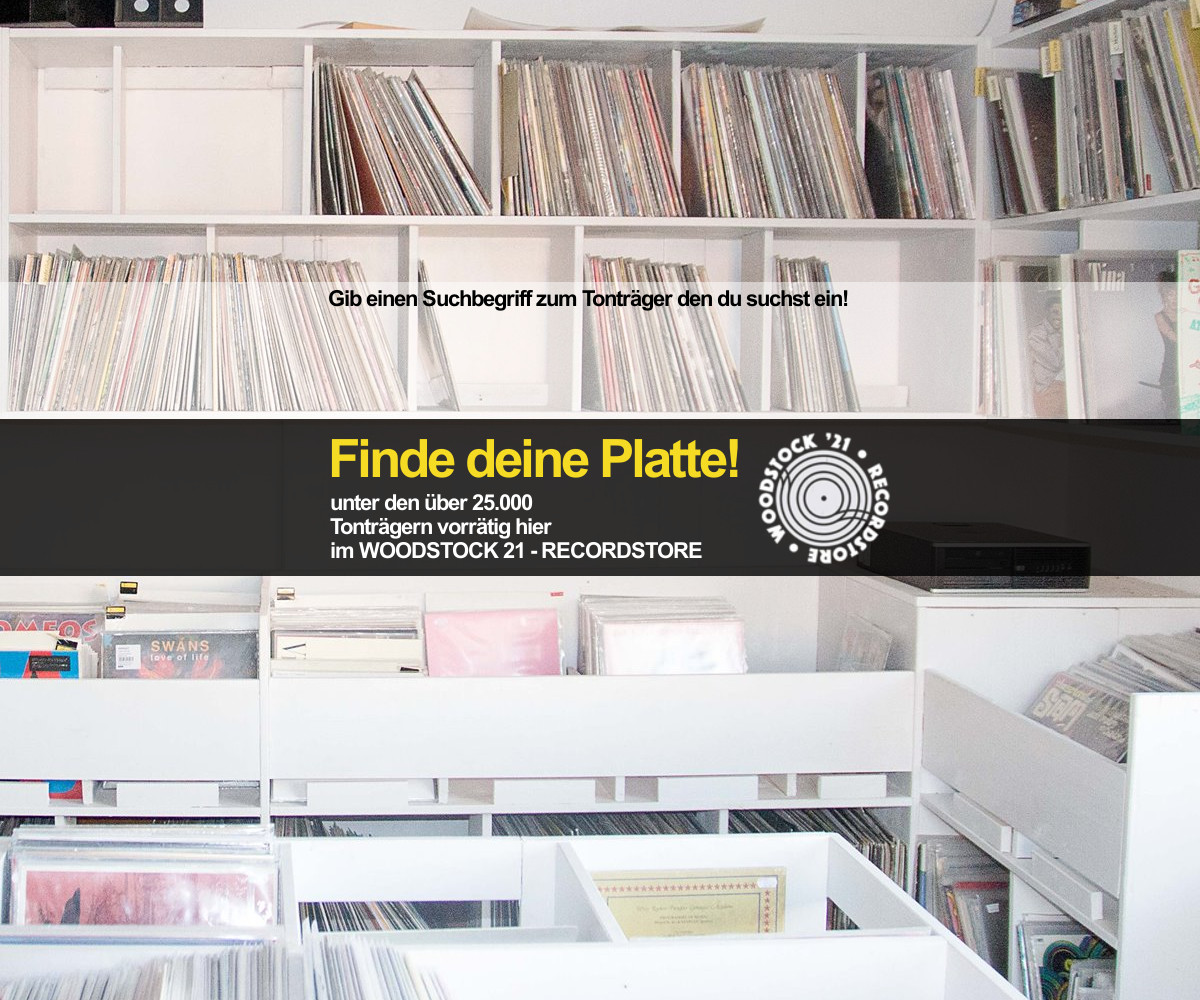 Tina
Gib einen Suchbegriff zum Tonträger den du suchst ein!
Finde deine Platte!
unter den über 25.000
Tonträgern vorrätig hier
im WOODSTOCK 21 - RECORDSTORE
WOODSTOCK '21 • RECORDSTORE •
SWANS
love of life